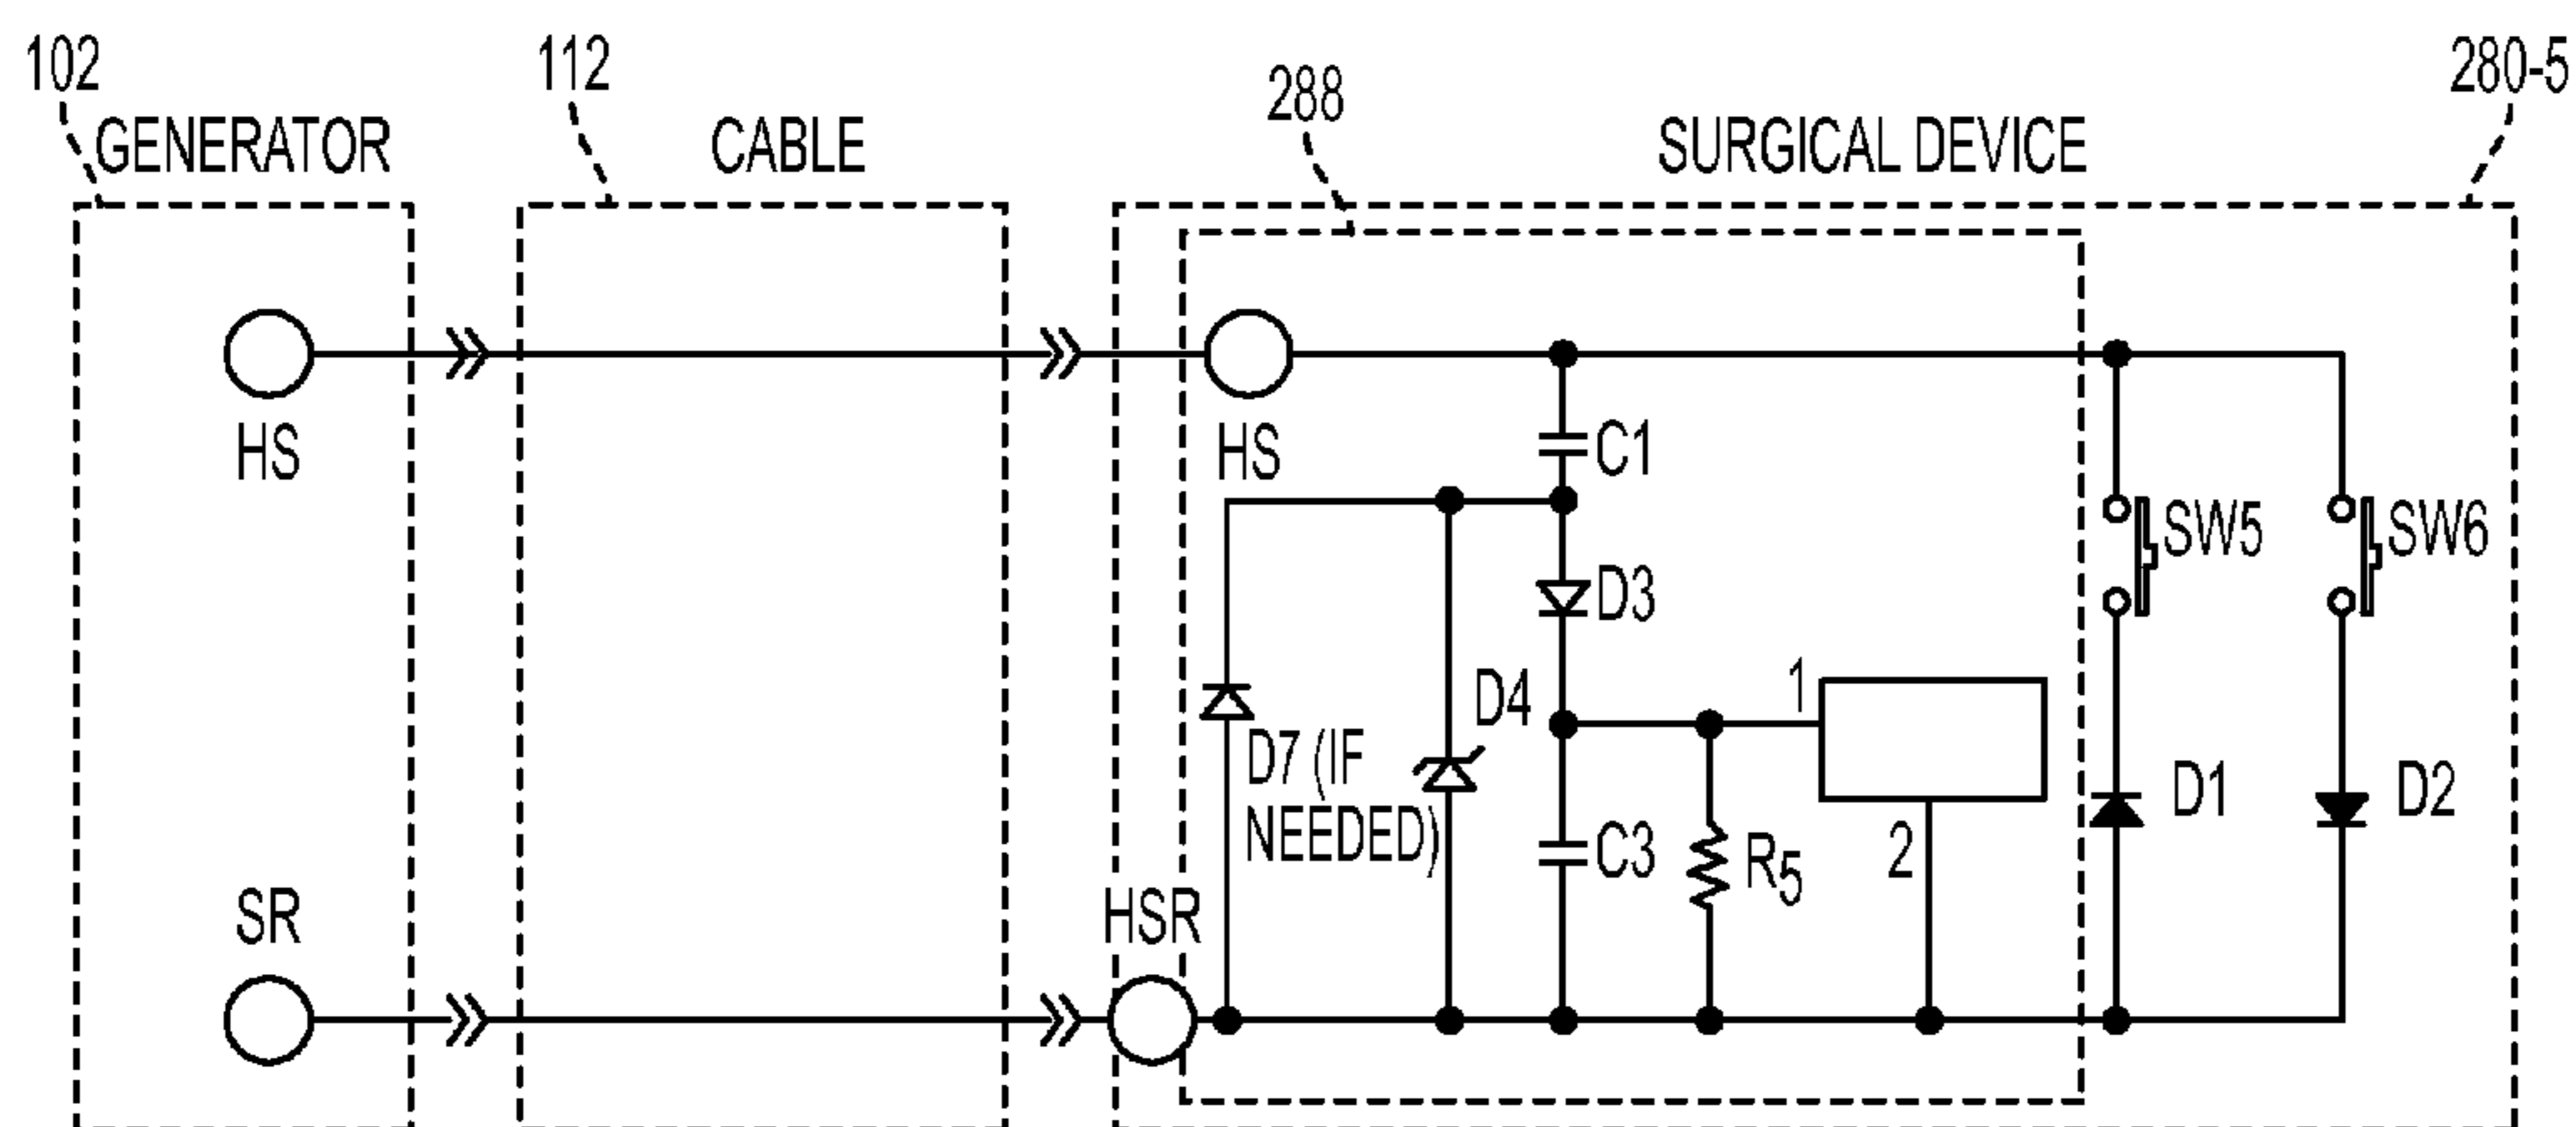 102
112
288
280-5
GENERATOR
CABLE
SURGICAL DEVICE
HS
HS
C1
SW5
SW6
D3
D4
1
D7 (IF
NEEDED)
D1
D2
C3
R5
2
SR
HSR